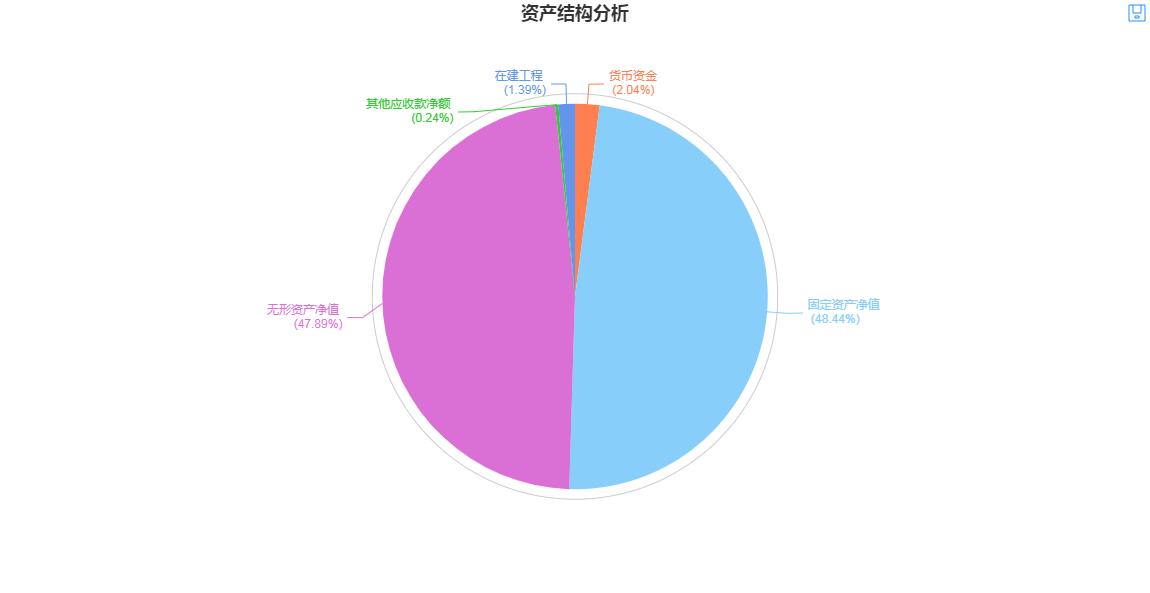 资产结构分析
在建工程
(1.39%)
货币资金
(2.04%)
其他应收款净额
(0.24%)
固定资产净值
(48.44%)
无形资产净值
(47.89%)